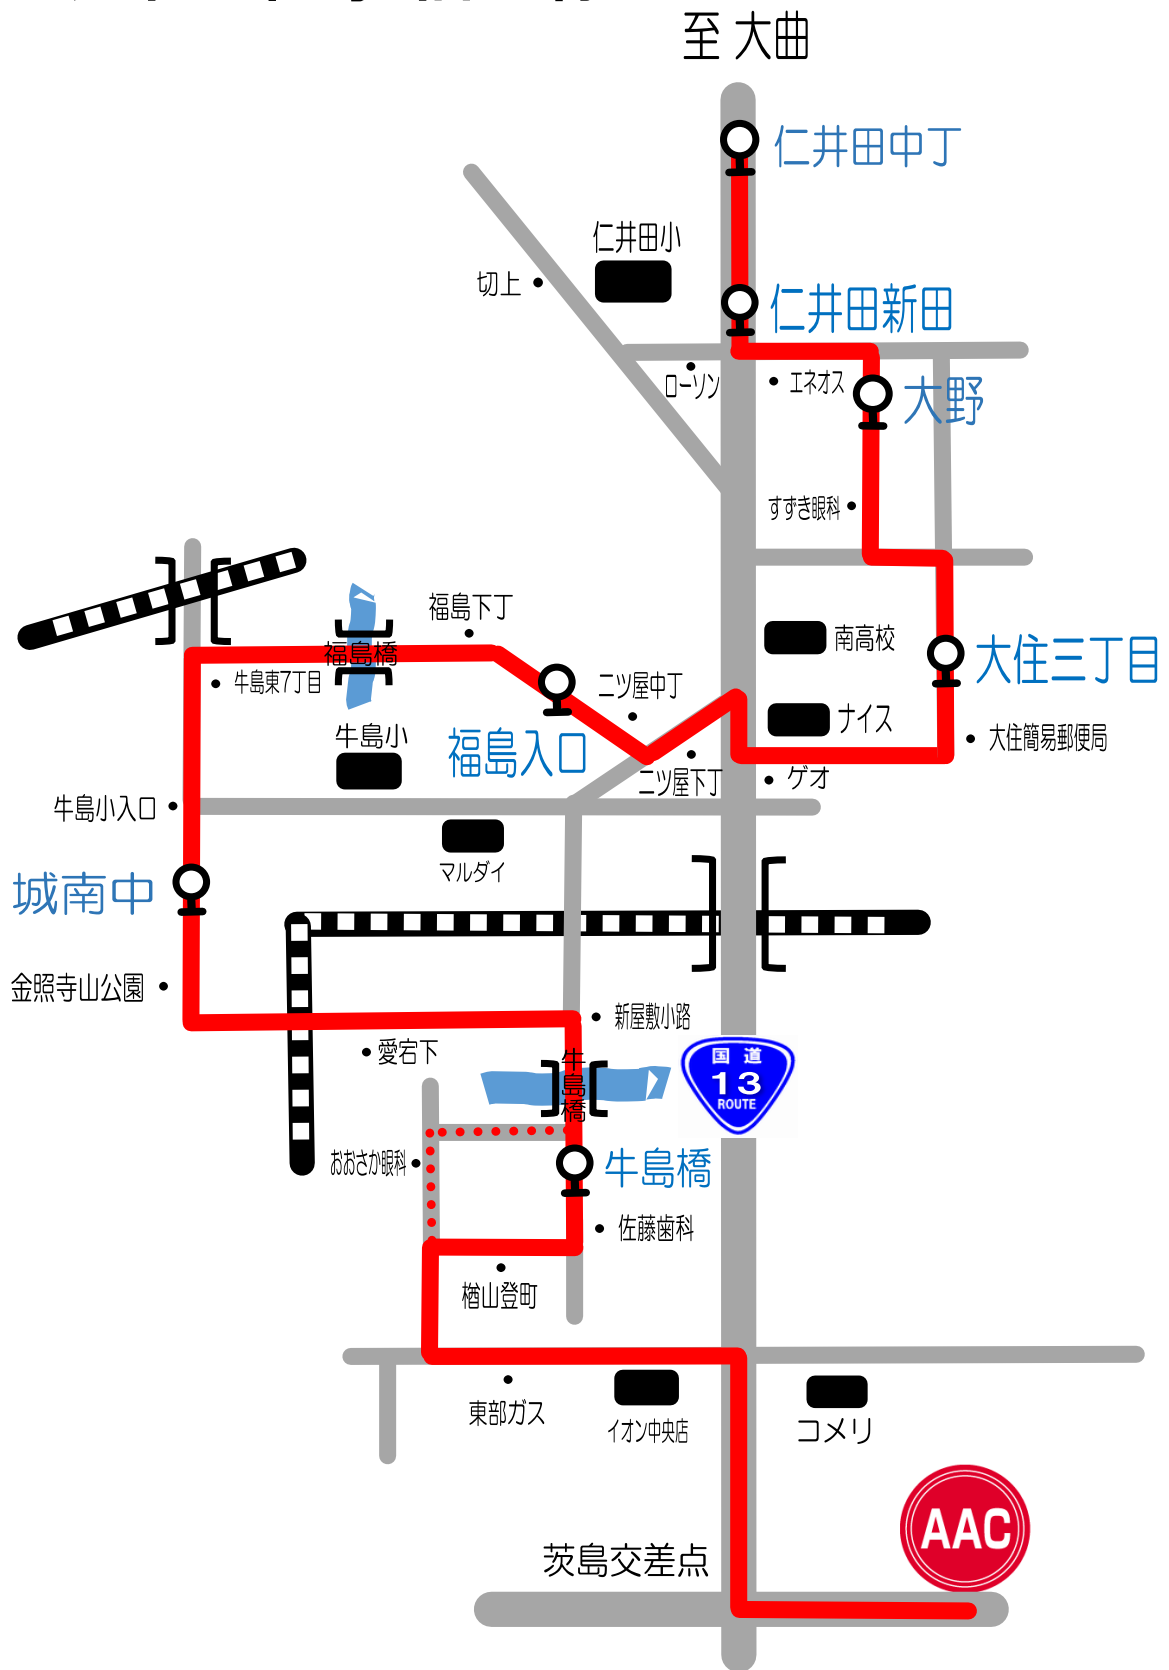 至 大曲
仁井田中丁
仁井田小
切上
仁井田新田
ローソン
エネオス
大野
すずき眼科
福島下丁
南高校
大住三丁目
福島橋
牛島東7丁目
二ツ屋中丁
ナイス
牛島小
福島入口
大住簡易郵便局
二ツ屋下丁
ゲオ
牛島小入口
マルダイ
城南中
金照寺山公園
新屋敷小路
愛宕下
牛島橋
国道
13
ROUTE
おおさか眼科
牛島橋
佐藤歯科
楢山登町
東部ガス
イオン中央店
コメリ
AAC
茨島交差点